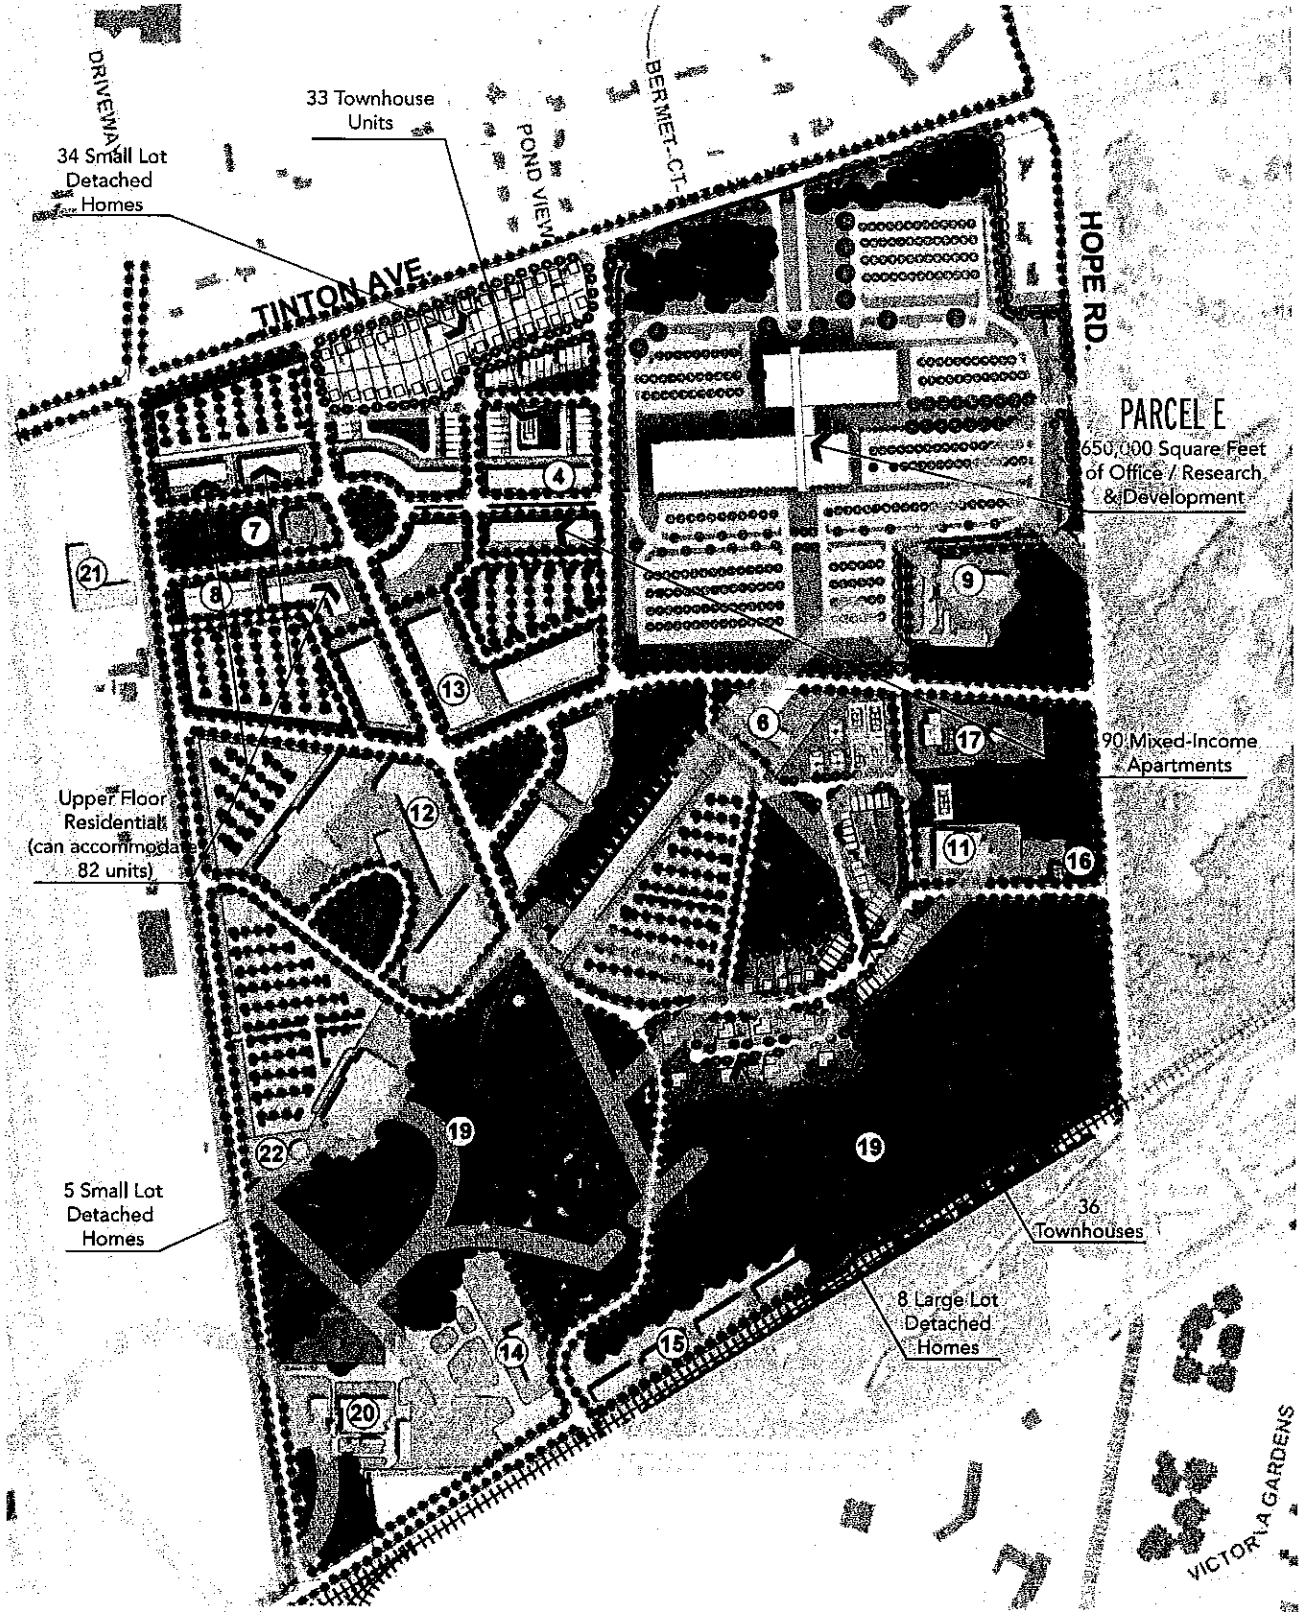 DRIVEWAY
33 Townhouse
Units
BERMET-CT
POND VIEW
34 Small Lot
Detached
Homes
TINTON AVE.
HOPE RD.
PARCEL E
650,000 Square Feet
of Office / Research
& Development
4
7
21
8
9
13
6
17
90 Mixed-Income
Apartments
Upper Floor
Residential
(can accommodate
82 units)
12
11
16
19
19
22
5 Small Lot
Detached
Homes
36
Townhouses
8 Large Lot
Detached
Homes
15
14
20
VICTORIA GARDENS